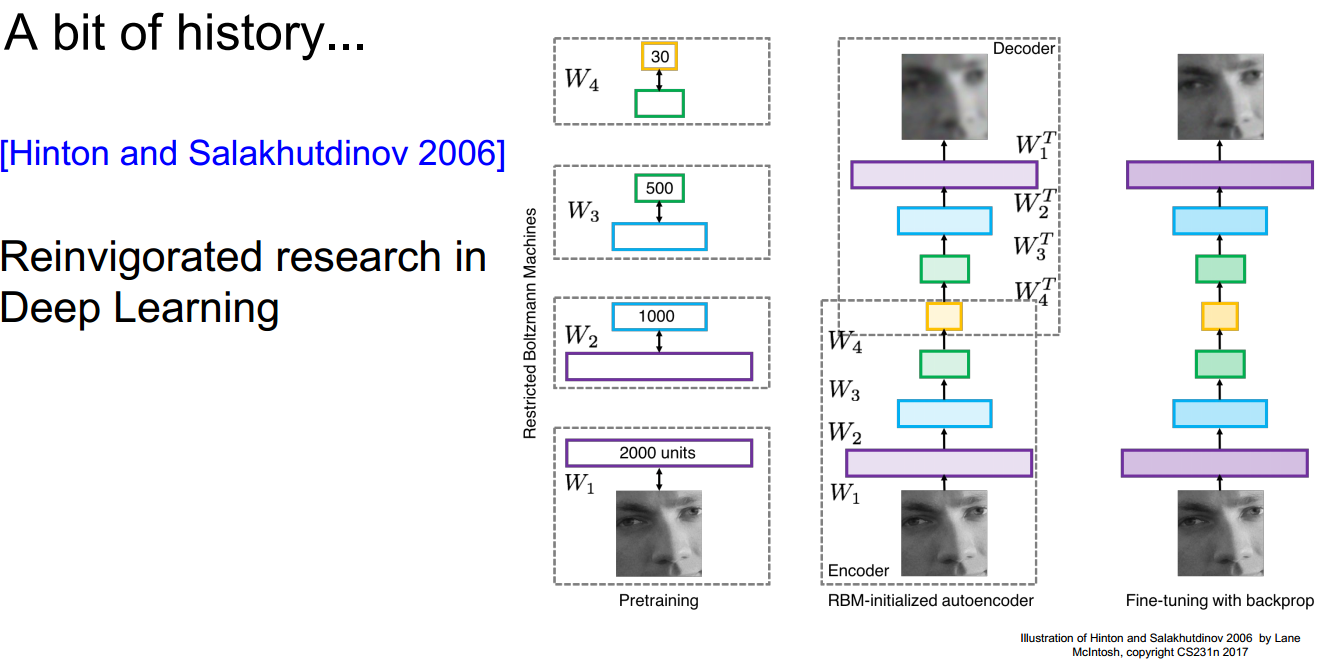 A bit of history...
[Hinton and Salakhutdinov 2006]
Reinvigorated research in
Deep Learning
Restricted Boltzmann Machines
30
W₄
500
W₃
1000
W₂
2000 units
W₁
Pretraining
Decoder
W₁ᵀ
W₂ᵀ
W₃ᵀ
W₄ᵀ
W₄
W₃
W₂
W₁
Encoder
RBM-initialized autoencoder
Fine-tuning with backprop
Illustration of Hinton and Salakhutdinov 2006 by Lane
McIntosh, copyright CS231n 2017